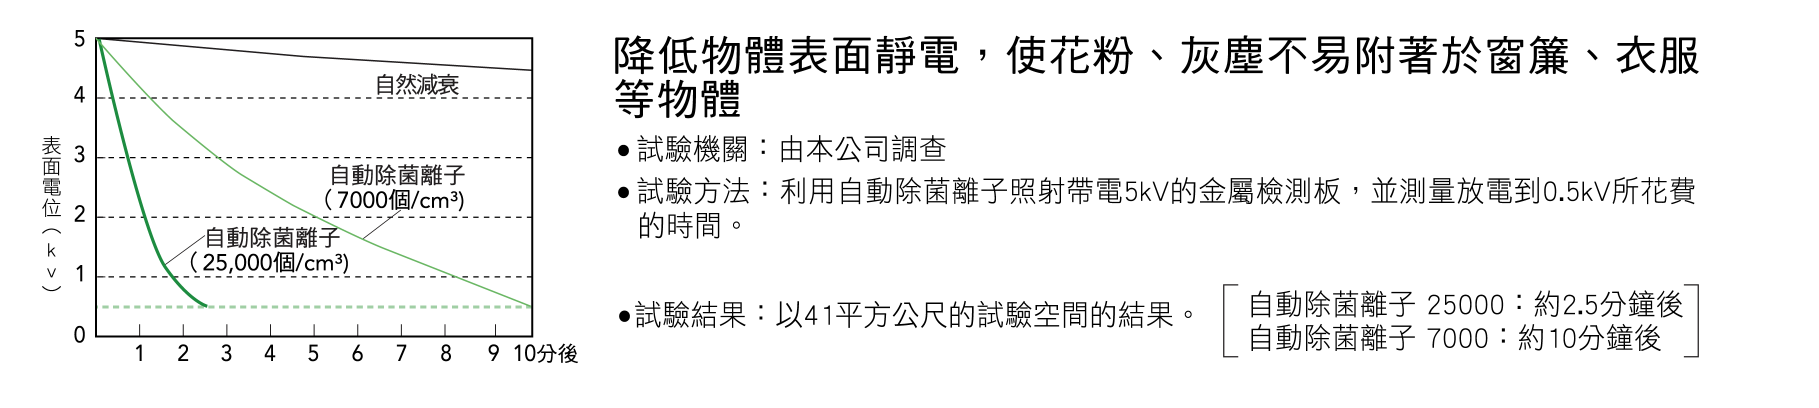 5
4
3
2
1
0
表面電位(kv)
自然減衰
自動除菌離子
(7000個/cm³)
自動除菌離子
(25,000個/cm³)
1 2 3 4 5 6 7 8 9 10分後
降低物體表面靜電，使花粉、灰塵不易附著於窗簾、衣服
等物體
●試驗機關：由本公司調查
●試驗方法：利用自動除菌離子照射帶電5kV的金屬檢測板，並測量放電到0.5kV所花費
的時間。
●試驗結果：以41平方公尺的試驗空間的結果。
自動除菌離子 25000：約2.5分鐘後
自動除菌離子 7000：約10分鐘後